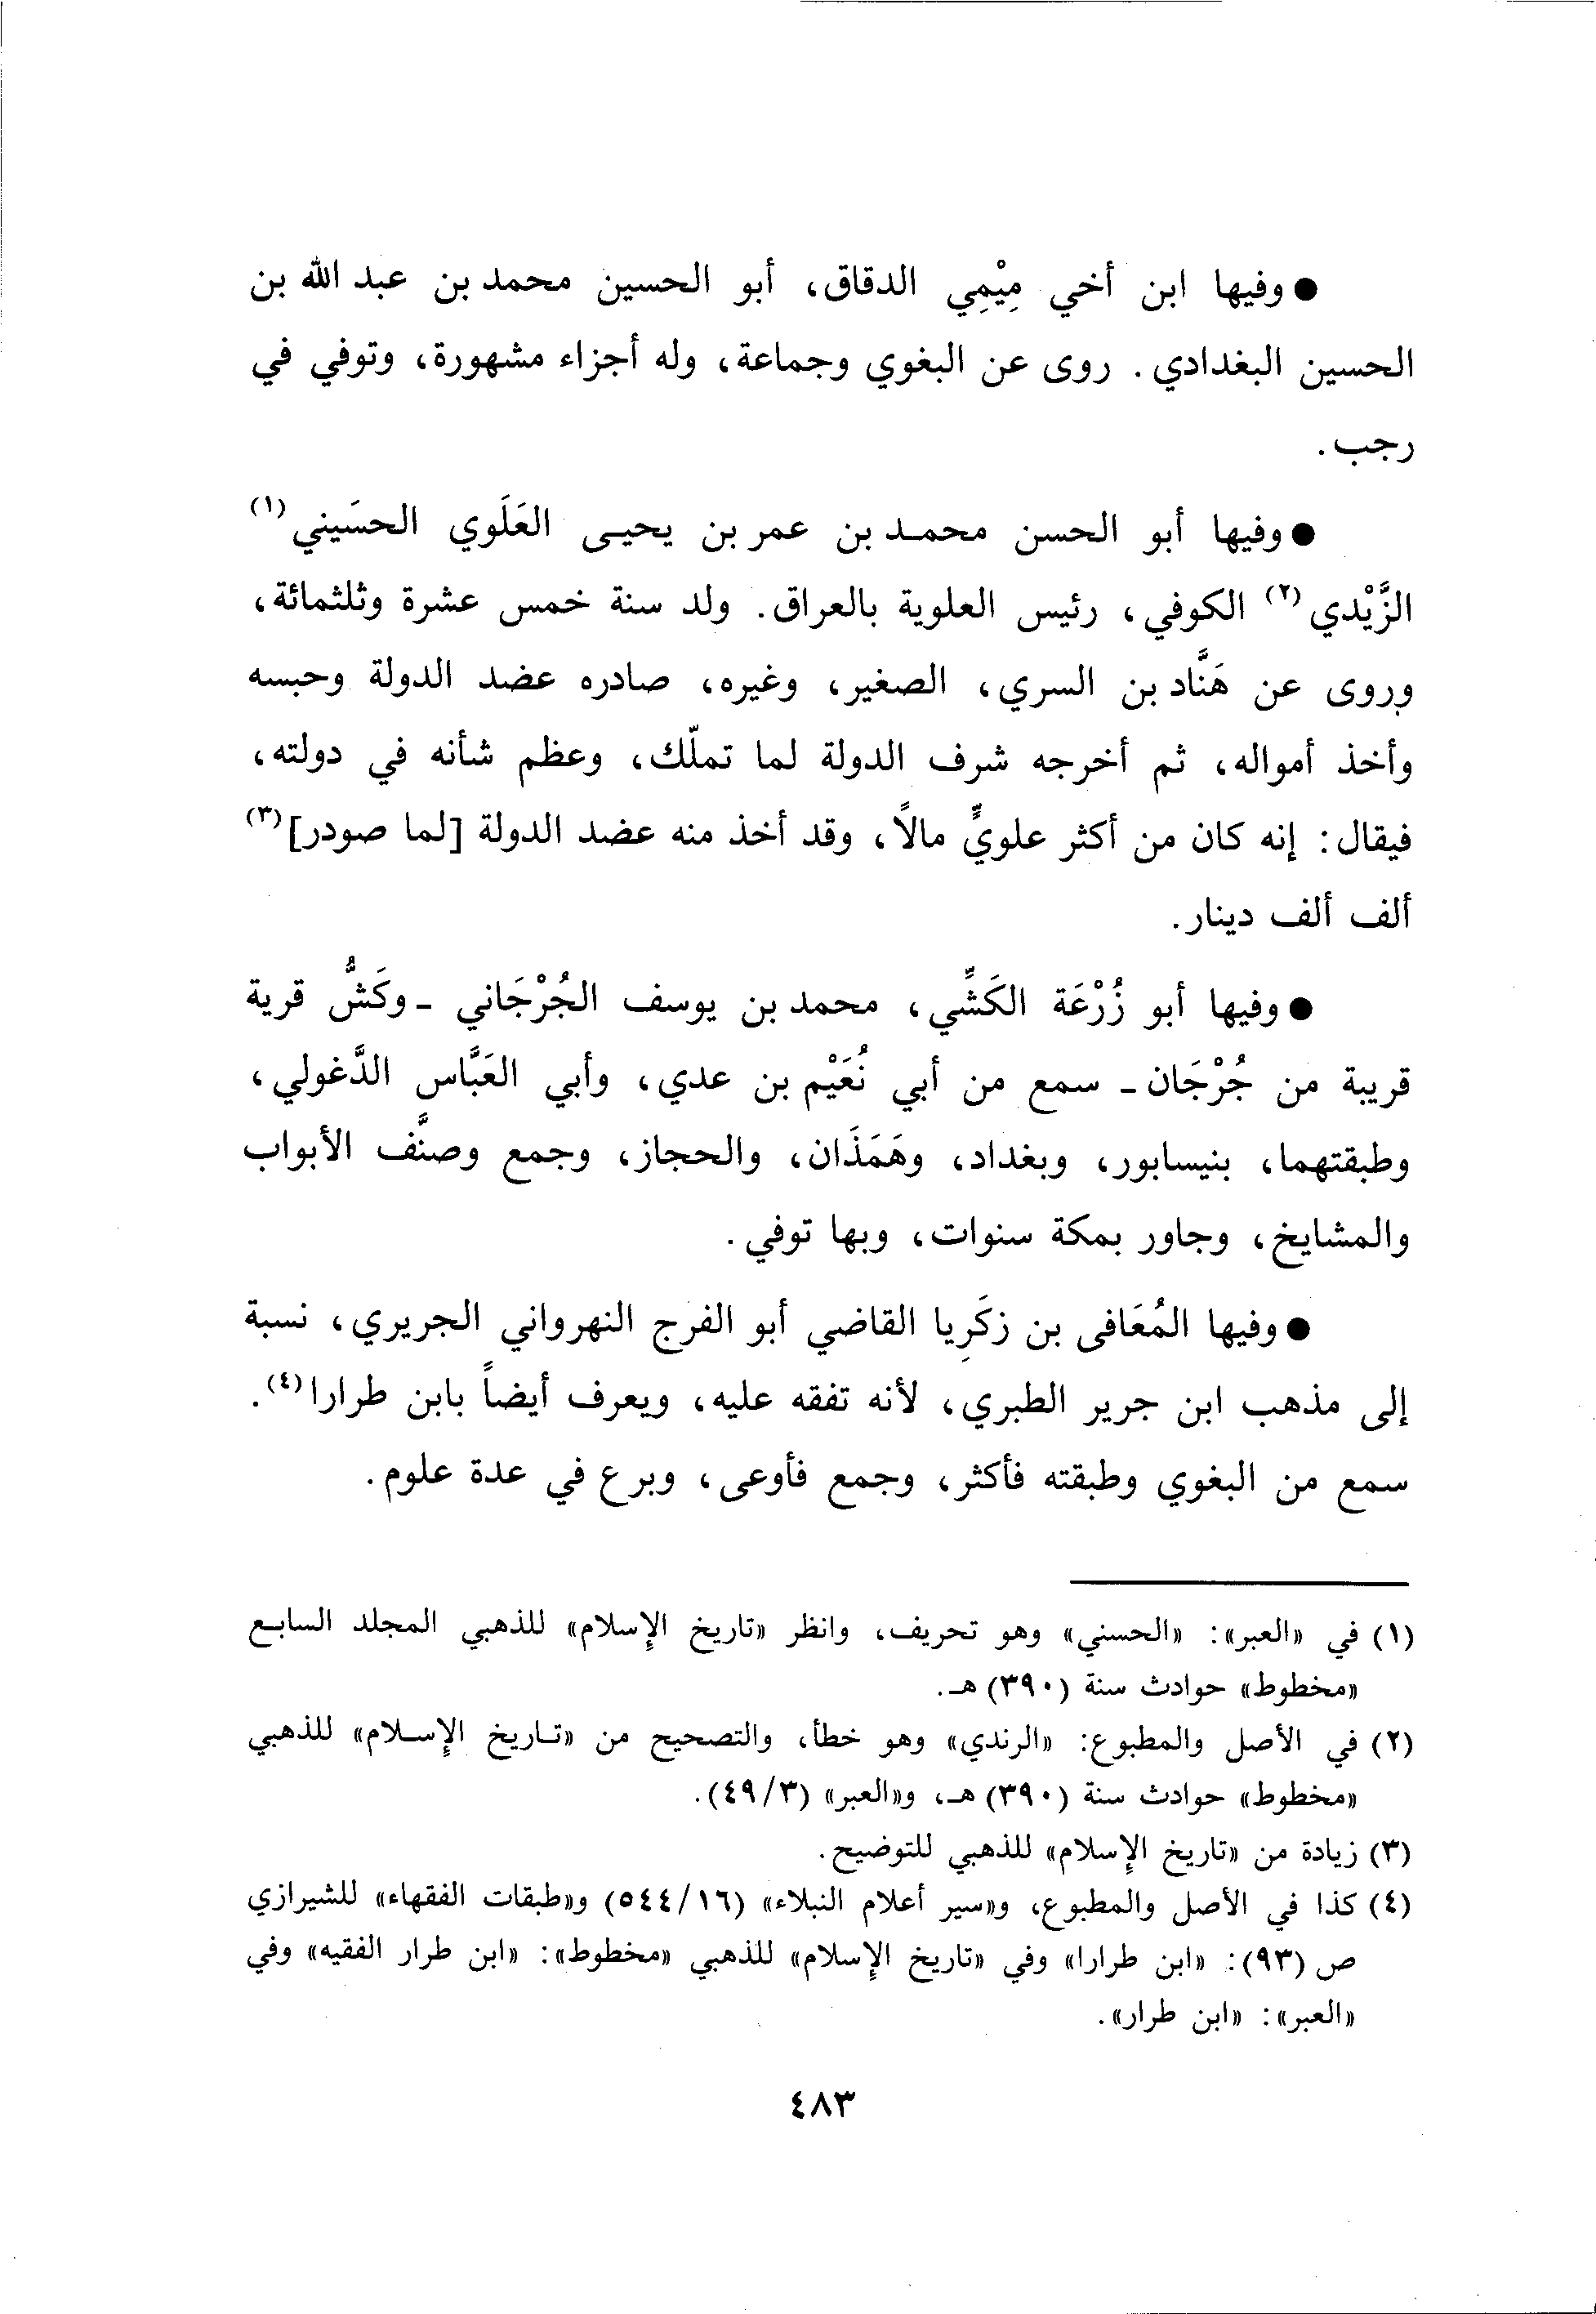 ● وفيها ابن أخي مِيْمِي الدقاق، أبو الحسين محمد بن عبد الله بن
الحسين البغدادي. روى عن البغوي وجماعة، وله أجزاء مشهورة، وتوفي في
رجب.
● وفيها أبو الحسن محمد بن عمر بن يحيى العَلَوي الحسَيني (١)
الزَّيْدي (٢) الكوفي، رئيس العلوية بالعراق. ولد سنة خمس عشرة وثلثمائة،
وروى عن هَنَّاد بن السري، الصغير، وغيره، صادره عضد الدولة وحبسه
وأخذ أمواله، ثم أخرجه شرف الدولة لما تملّك، وعظم شأنه في دولته،
فيقال: إنه كان من أكثر علويٍّ مالاً، وقد أخذ منه عضد الدولة [لما صودر] (٣)
ألف ألف دينار.
● وفيها أبو زُرْعَة الكَشِّي، محمد بن يوسف الجُرْجَاني - وكَشُّ قرية
قريبة من جُرْجَان - سمع من أبي نُعَيْم بن عدي، وأبي العَبَّاس الدَّغولي،
وطبقتهما، بنيسابور، وبغداد، وهَمَذَان، والحجاز، وجمع وصنَّف الأبواب
والمشايخ، وجاور بمكة سنوات، وبها توفي.
● وفيها المُعَافى بن زكَرِيا القاضي أبو الفرج النهرواني الجريري، نسبة
إلى مذهب ابن جرير الطبري، لأنه تفقه عليه، ويعرف أيضاً بابن طرارا (٤).
سمع من البغوي وطبقته فأكثر، وجمع فأوعى، وبرع في عدة علوم.
(١) في «العبر»: «الحسني» وهو تحريف، وانظر «تاريخ الإسلام» للذهبي المجلد السابع
«مخطوط» حوادث سنة (٣٩٠) هـ.
(٢) في الأصل والمطبوع: «الرندي» وهو خطأ، والتصحيح من «تاريخ الإسلام» للذهبي
«مخطوط» حوادث سنة (٣٩٠) هـ، و«العبر» (٤٩/٣).
(٣) زيادة من «تاريخ الإسلام» للذهبي للتوضيح.
(٤) كذا في الأصل والمطبوع، و«سير أعلام النبلاء» (٥٤٤/١٦) و«طبقات الفقهاء» للشيرازي
ص (٩٣): «ابن طرارا» وفي «تاريخ الإسلام» للذهبي «مخطوط»: «ابن طرار الفقيه» وفي
«العبر»: «ابن طرار».
٤٨٣